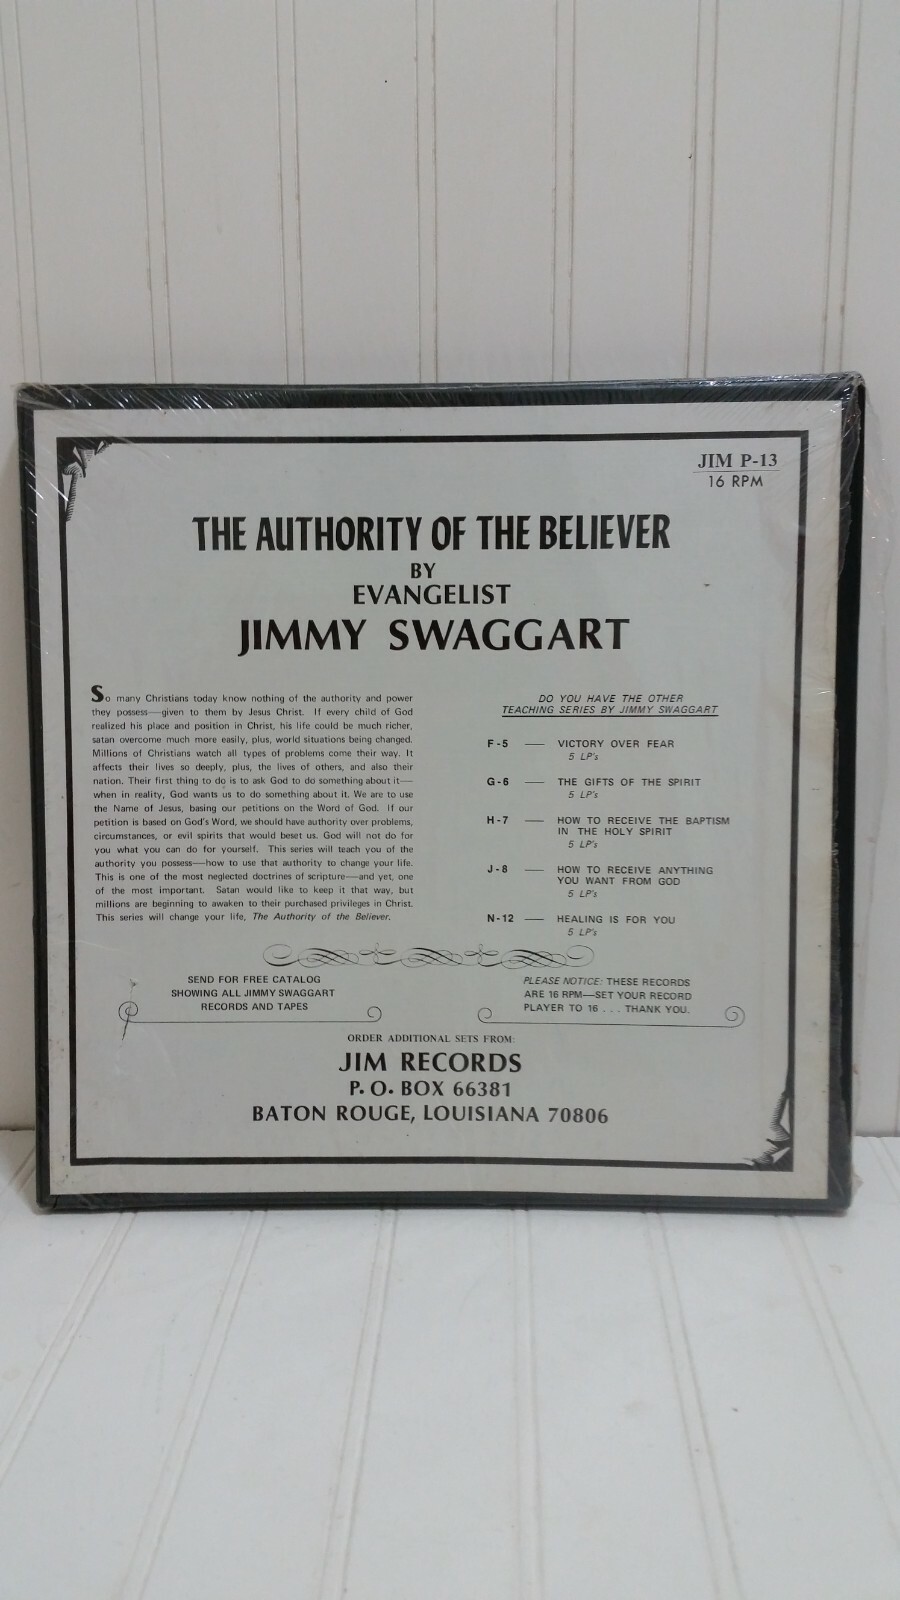 JIM P-13
16 RPM
THE AUTHORITY OF THE BELIEVER
BY
EVANGELIST
JIMMY SWAGGART
So many Christians today know nothing of the authority and power
they possess—given to them by Jesus Christ. If every child of God
realized his place and position in Christ, his life could be much richer,
satan overcome much more easily, plus, world situations being changed.
Millions of Christians watch all types of problems come their way. It
affects their lives so deeply, plus, the lives of others, and also their
nation. Their first thing to do is to ask God to do something about it—
when in reality, God wants us to do something about it. We are to use
the Name of Jesus, basing our petitions on the Word of God. If our
petition is based on God's Word, we should have authority over problems,
circumstances, or evil spirits that would beset us. God will not do for
you what you can do for yourself. This series will teach you of the
authority you possess—how to use that authority to change your life.
This is one of the most neglected doctrines of scripture—and yet, one
of the most important. Satan would like to keep it that way, but
millions are beginning to awaken to their purchased privileges in Christ.
This series will change your life, The Authority of the Believer.
DO YOU HAVE THE OTHER
TEACHING SERIES BY JIMMY SWAGGART
F-5 — VICTORY OVER FEAR
5 LP's
G-6 — THE GIFTS OF THE SPIRIT
5 LP's
H-7 — HOW TO RECEIVE THE BAPTISM
IN THE HOLY SPIRIT
5 LP's
J-8 — HOW TO RECEIVE ANYTHING
YOU WANT FROM GOD
5 LP's
N-12 — HEALING IS FOR YOU
5 LP's
SEND FOR FREE CATALOG
SHOWING ALL JIMMY SWAGGART
RECORDS AND TAPES
PLEASE NOTICE: THESE RECORDS
ARE 16 RPM—SET YOUR RECORD
PLAYER TO 16 . . . THANK YOU.
ORDER ADDITIONAL SETS FROM:
JIM RECORDS
P. O. BOX 66381
BATON ROUGE, LOUISIANA 70806